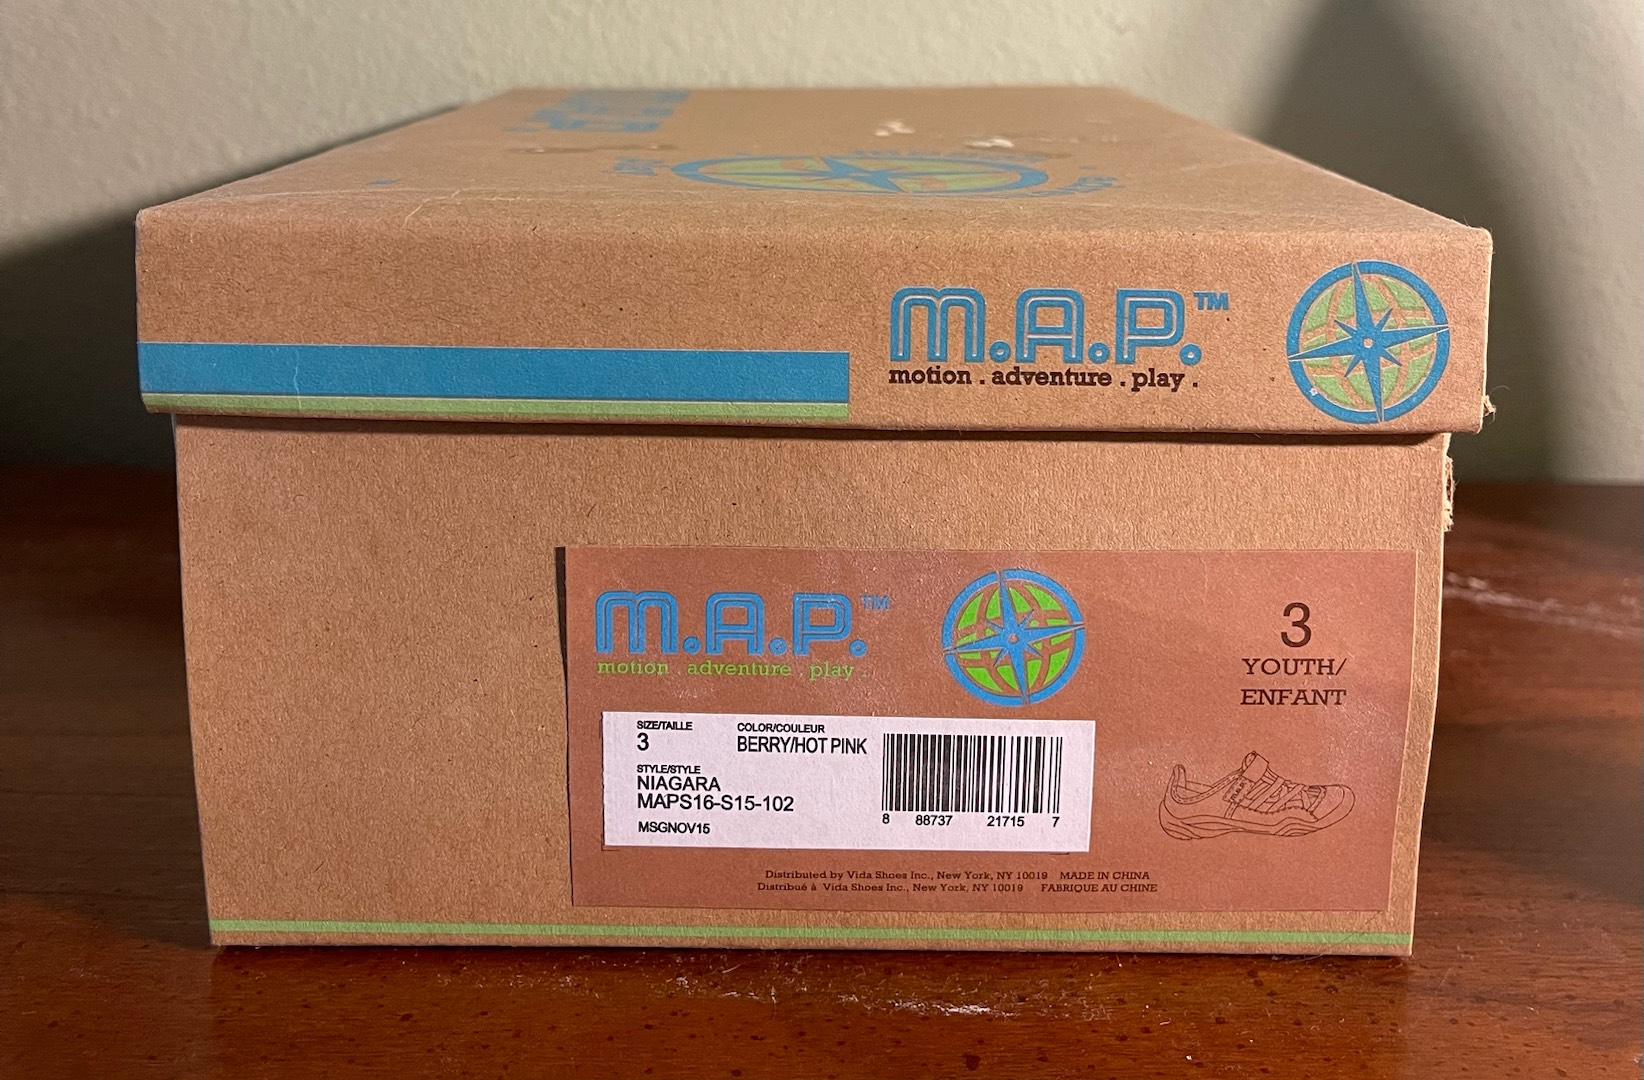 M.A.P.™
motion . adventure . play .
M.A.P.™
motion . adventure . play .
3
YOUTH/
ENFANT
SIZE/TAILLE
3
COLOR/COULEUR
BERRY/HOT PINK
STYLE/STYLE
NIAGARA
MAPS16-S15-102
MSGNOV15
8 88737 21715 7
M.A.P.
Distributed by Vida Shoes Inc., New York, NY 10019 MADE IN CHINA
Distribué à Vida Shoes Inc., New York, NY 10019 FABRIQUE AU CHINE